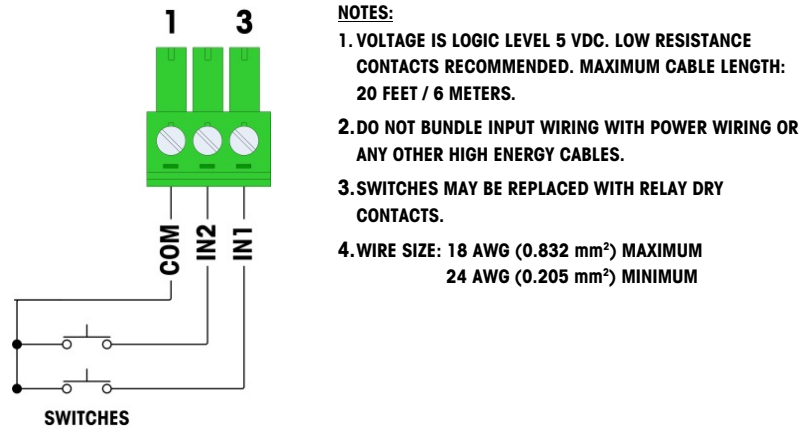 1 3
COM
IN2
IN1
SWITCHES
NOTES:
1. VOLTAGE IS LOGIC LEVEL 5 VDC. LOW RESISTANCE
CONTACTS RECOMMENDED. MAXIMUM CABLE LENGTH:
20 FEET / 6 METERS.
2. DO NOT BUNDLE INPUT WIRING WITH POWER WIRING OR
ANY OTHER HIGH ENERGY CABLES.
3. SWITCHES MAY BE REPLACED WITH RELAY DRY
CONTACTS.
4. WIRE SIZE: 18 AWG (0.832 mm²) MAXIMUM
24 AWG (0.205 mm²) MINIMUM